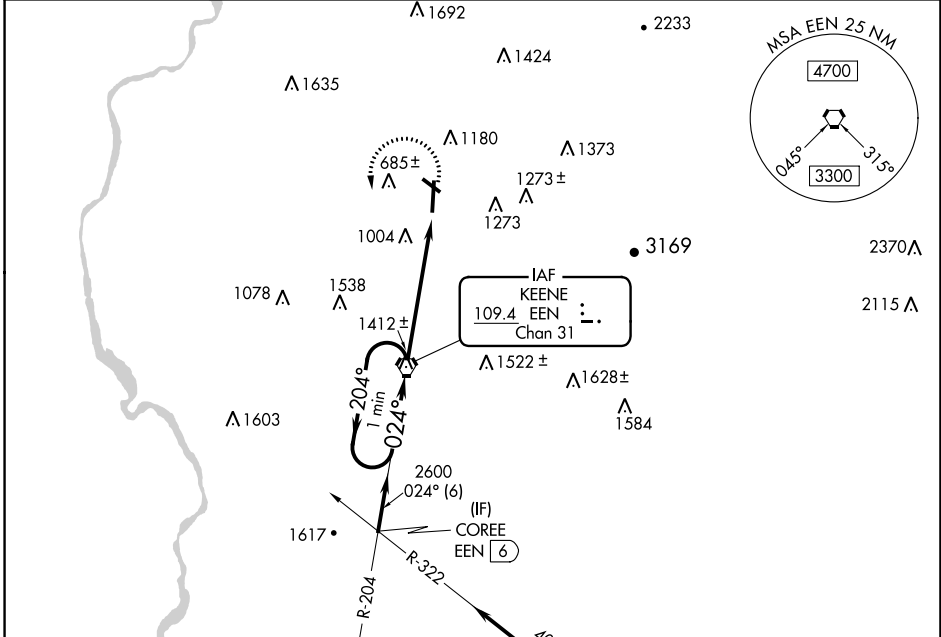 1692
2233
1424
1635
MSA EEN 25 NM
4700
045°
315°
3300
1180
685±
1373
1273±
1273
1004
3169
2370
1078
1538
IAF
KEENE
109.4 EEN
Chan 31
2115
1412±
1522±
1628±
1584
1603
204°
1 min
024°
2600
024° (6)
(IF)
COREE
EEN 6
1617
R-322
R-204